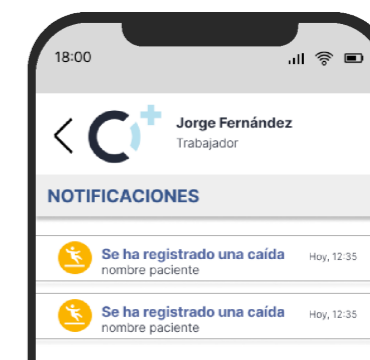 18:00
Jorge Fernández
Trabajador
NOTIFICACIONES
Se ha registrado una caída Hoy, 12:35
nombre paciente
Se ha registrado una caída Hoy, 12:35
nombre paciente